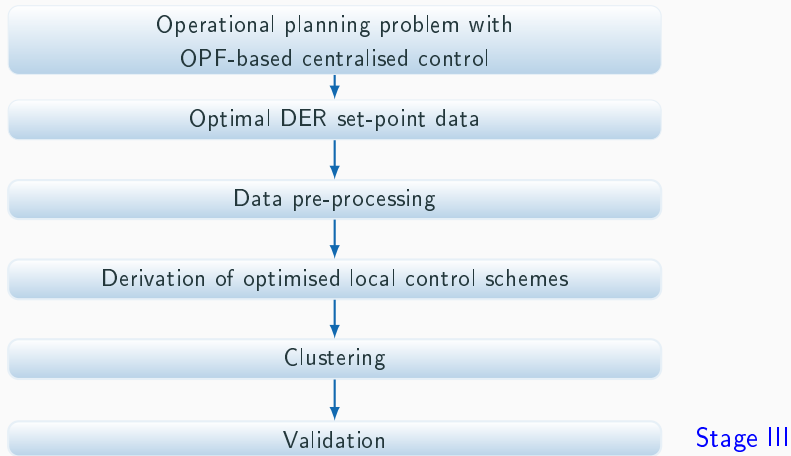 Operational planning problem with
OPF-based centralised control
Optimal DER set-point data
Data pre-processing
Derivation of optimised local control schemes
Clustering
Validation
Stage III